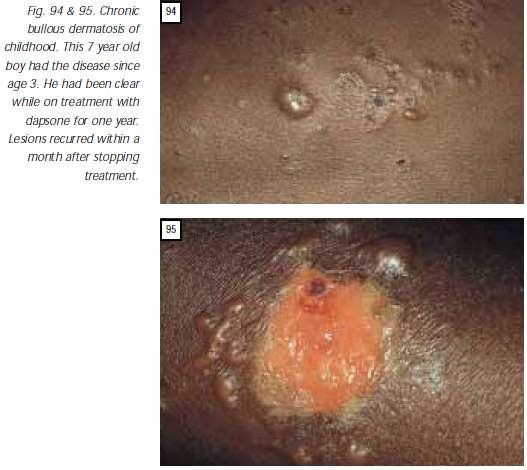 Fig. 94 & 95. Chronic
bullous dermatosis of
childhood. This 7 year old
boy had the disease since
age 3. He had been clear
while on treatment with
dapsone for one year.
Lesions recurred within a
month after stopping
treatment.
94
95